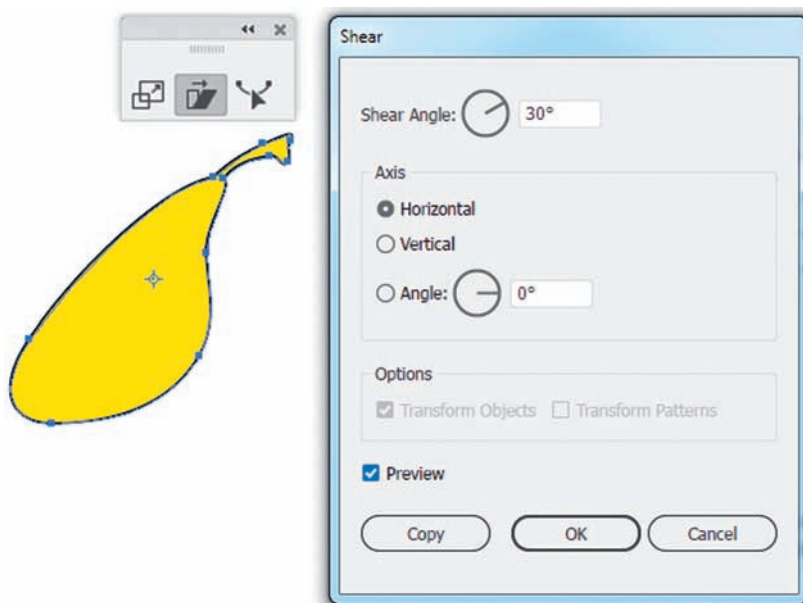 Shear
Shear Angle: 30°
Axis
Horizontal
Vertical
Angle: 0°
Options
Transform Objects Transform Patterns
Preview
Copy OK Cancel